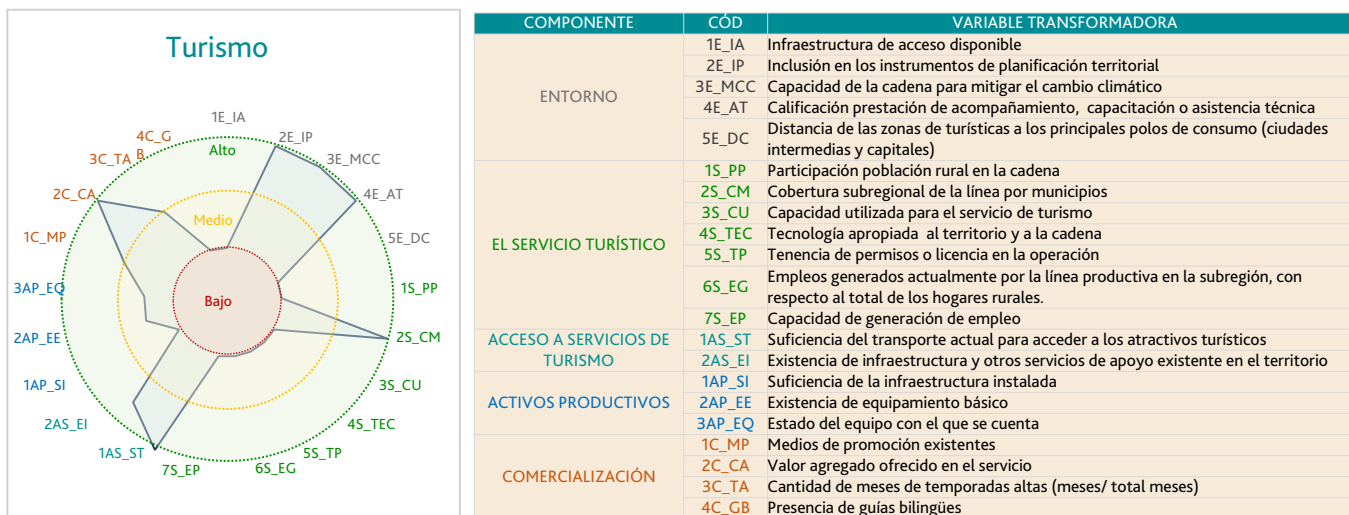 Turismo
1E_IA
2E_IP
3E_MCC
4E_AT
5E_DC
1S_PP
2S_CM
3S_CU
4S_TEC
5S_TP
6S_EG
7S_EP
1AS_ST
2AS_EI
1AP_SI
2AP_EE
3AP_EQ
1C_MP
2C_CA
3C_TA
4C_G
B
Alto
Medio
Bajo
COMPONENTE CÓD VARIABLE TRANSFORMADORA
ENTORNO
1E_IA Infraestructura de acceso disponible
2E_IP Inclusión en los instrumentos de planificación territorial
3E_MCC Capacidad de la cadena para mitigar el cambio climático
4E_AT Calificación prestación de acompañamiento, capacitación o asistencia técnica
5E_DC Distancia de las zonas de turísticas a los principales polos de consumo (ciudades
intermedias y capitales)
EL SERVICIO TURÍSTICO
1S_PP Participación población rural en la cadena
2S_CM Cobertura subregional de la línea por municipios
3S_CU Capacidad utilizada para el servicio de turismo
4S_TEC Tecnología apropiada al territorio y a la cadena
5S_TP Tenencia de permisos o licencia en la operación
6S_EG Empleos generados actualmente por la línea productiva en la subregión, con
respecto al total de los hogares rurales.
7S_EP Capacidad de generación de empleo
ACCESO A SERVICIOS DE
TURISMO
1AS_ST Suficiencia del transporte actual para acceder a los atractivos turísticos
2AS_EI Existencia de infraestructura y otros servicios de apoyo existente en el territorio
ACTIVOS PRODUCTIVOS
1AP_SI Suficiencia de la infraestructura instalada
2AP_EE Existencia de equipamiento básico
3AP_EQ Estado del equipo con el que se cuenta
COMERCIALIZACIÓN
1C_MP Medios de promoción existentes
2C_CA Valor agregado ofrecido en el servicio
3C_TA Cantidad de meses de temporadas altas (meses/ total meses)
4C_GB Presencia de guías bilingües